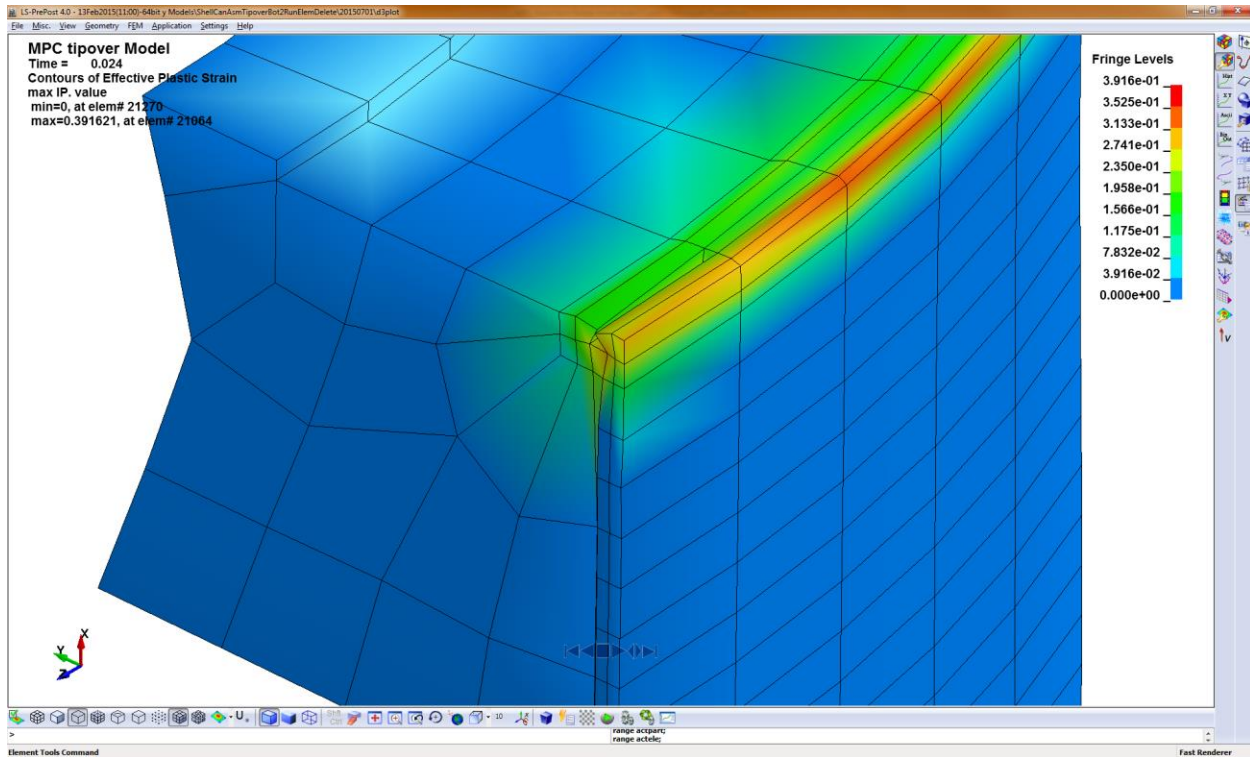 LS-PrePost 4.0 - 13Feb2015(11:00)-64bit y Models\ShellCanAsmTipoverBot2RunElemDelete\20150701\d3plot
File Misc. View Geometry FEM Application Settings Help
MPC tipover Model
Time = 0.024
Contours of Effective Plastic Strain
max IP. value
min=0, at elem# 21270
max=0.391621, at elem# 21064
Fringe Levels
3.916e-01
3.525e-01
3.133e-01
2.741e-01
2.350e-01
1.958e-01
1.566e-01
1.175e-01
7.832e-02
3.916e-02
0.000e+00
X
Y
Z
10
>
range actpart;
range actele;
Element Tools Command
Fast Renderer